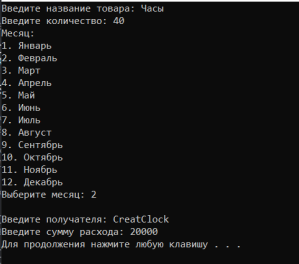 Введите название товара: Часы
Введите количество: 40
Месяц:
1. Январь
2. Февраль
3. Март
4. Апрель
5. Май
6. Июнь
7. Июль
8. Август
9. Сентябрь
10. Октябрь
11. Ноябрь
12. Декабрь
Выберите месяц: 2
Введите получателя: CreatClock
Введите сумму расхода: 20000
Для продолжения нажмите любую клавишу . . .